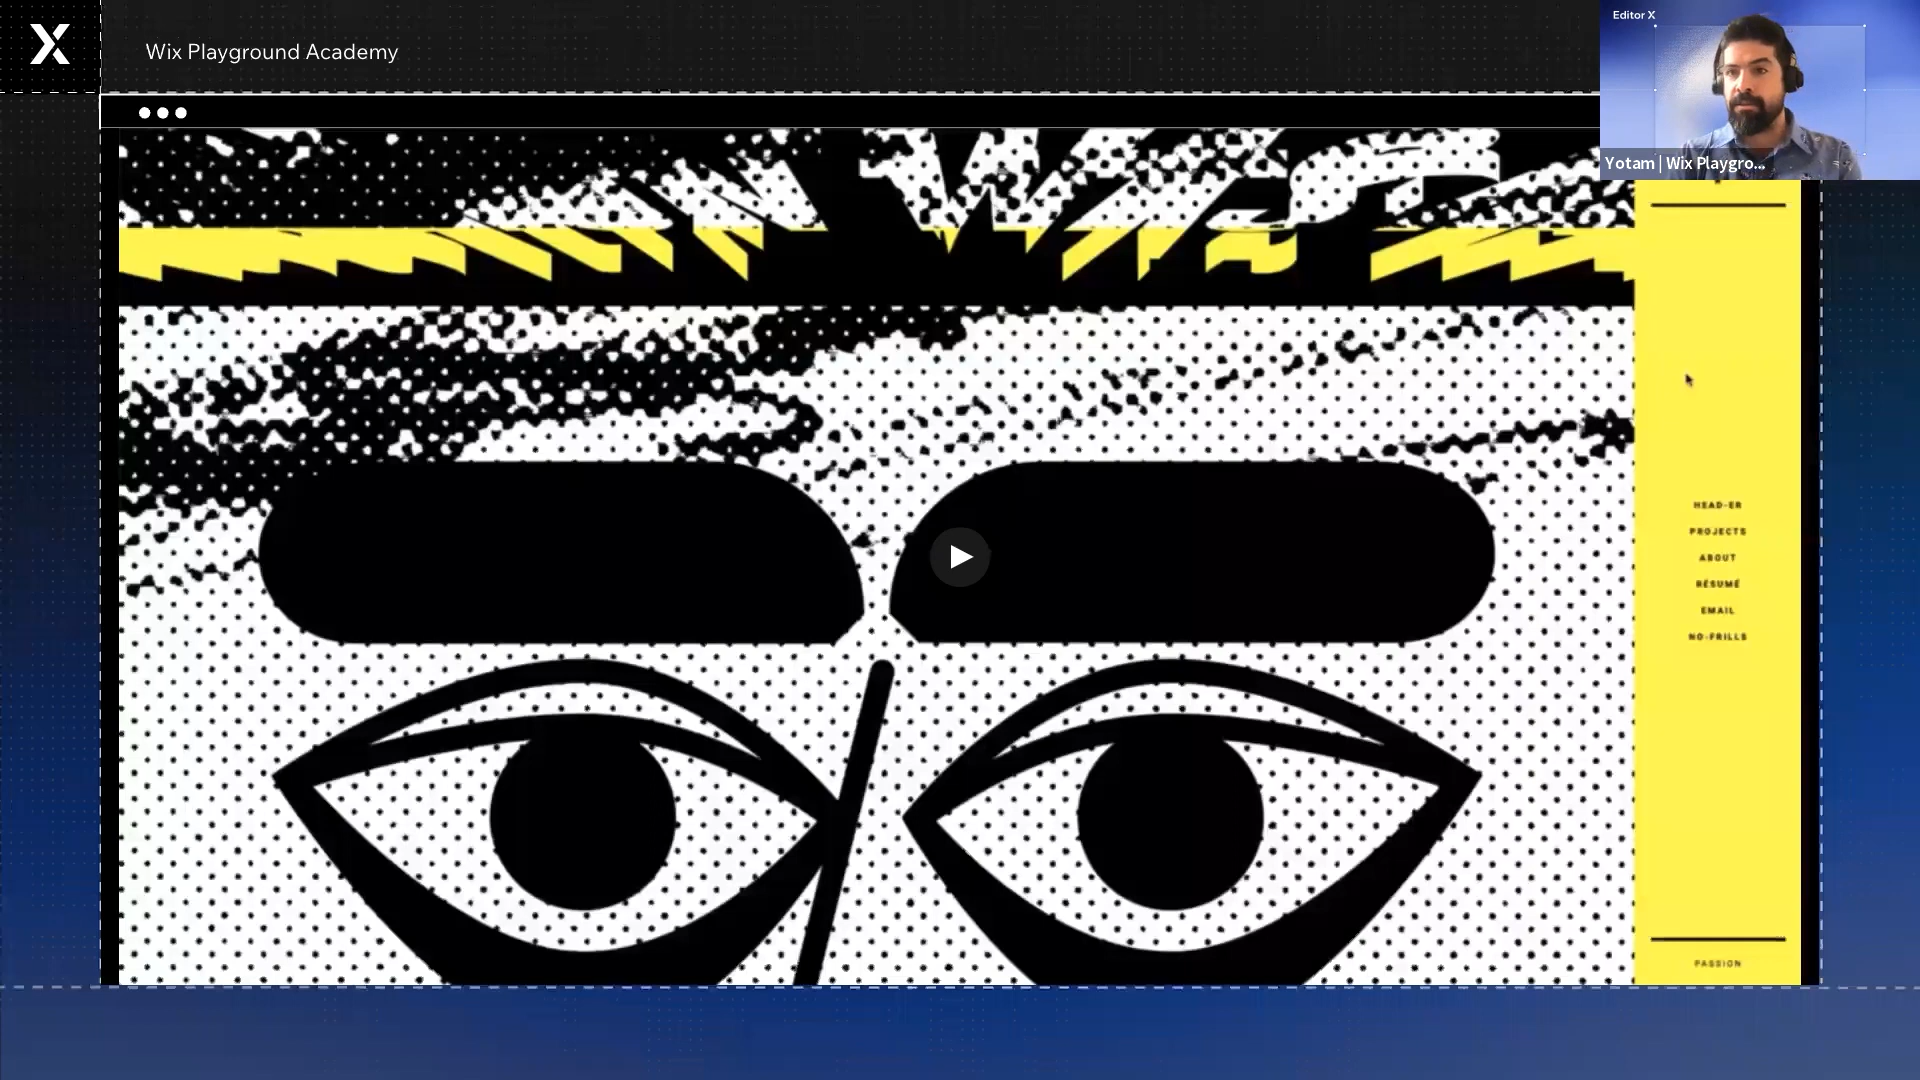 Wix Playground Academy
Editor X
Yotam | Wix Playgro...
HEAD-ER
PROJECTS
ABOUT
RÉSUMÉ
EMAIL
NO-FRILLS
PASSION